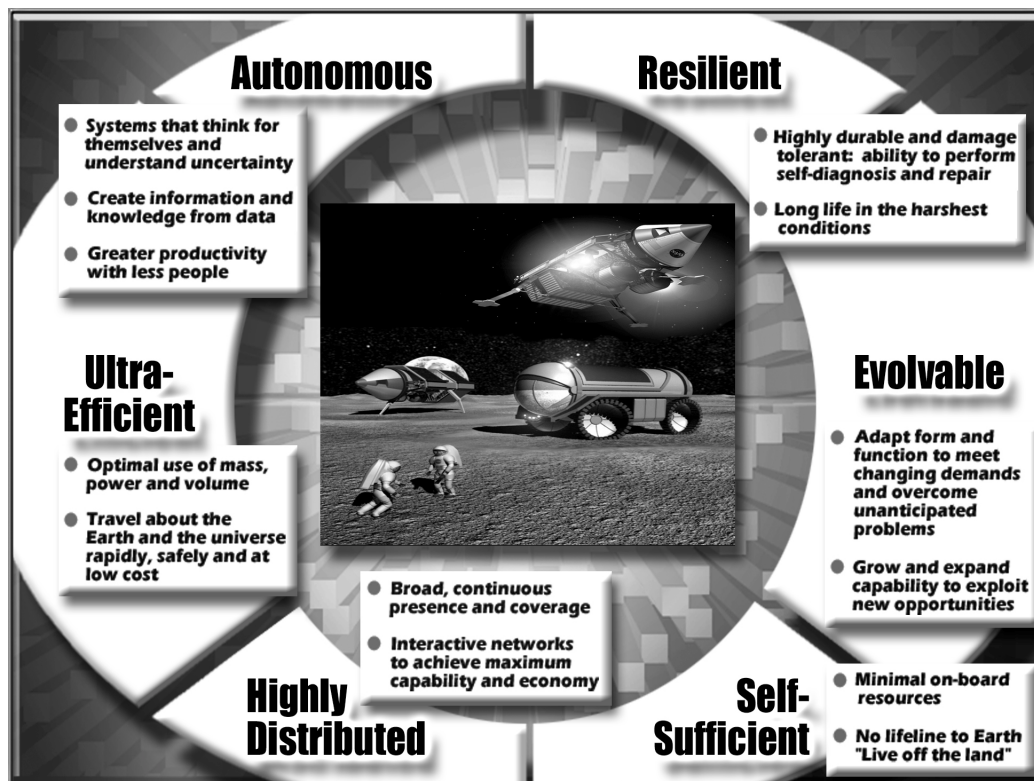 Autonomous
Systems that think for
themselves and
understand uncertainty
Create information and
knowledge from data
Greater productivity
with less people
Resilient
Highly durable and damage
tolerant: ability to perform
self-diagnosis and repair
Long life in the harshest
conditions
Ultra-
Efficient
Optimal use of mass,
power and volume
Travel about the
Earth and the universe
rapidly, safely and at
low cost
Evolvable
Adapt form and
function to meet
changing demands
and overcome
unanticipated
problems
Grow and expand
capability to exploit
new opportunities
Highly
Distributed
Broad, continuous
presence and coverage
Interactive networks
to achieve maximum
capability and economy
Self-
Sufficient
Minimal on-board
resources
No lifeline to Earth
"Live off the land"